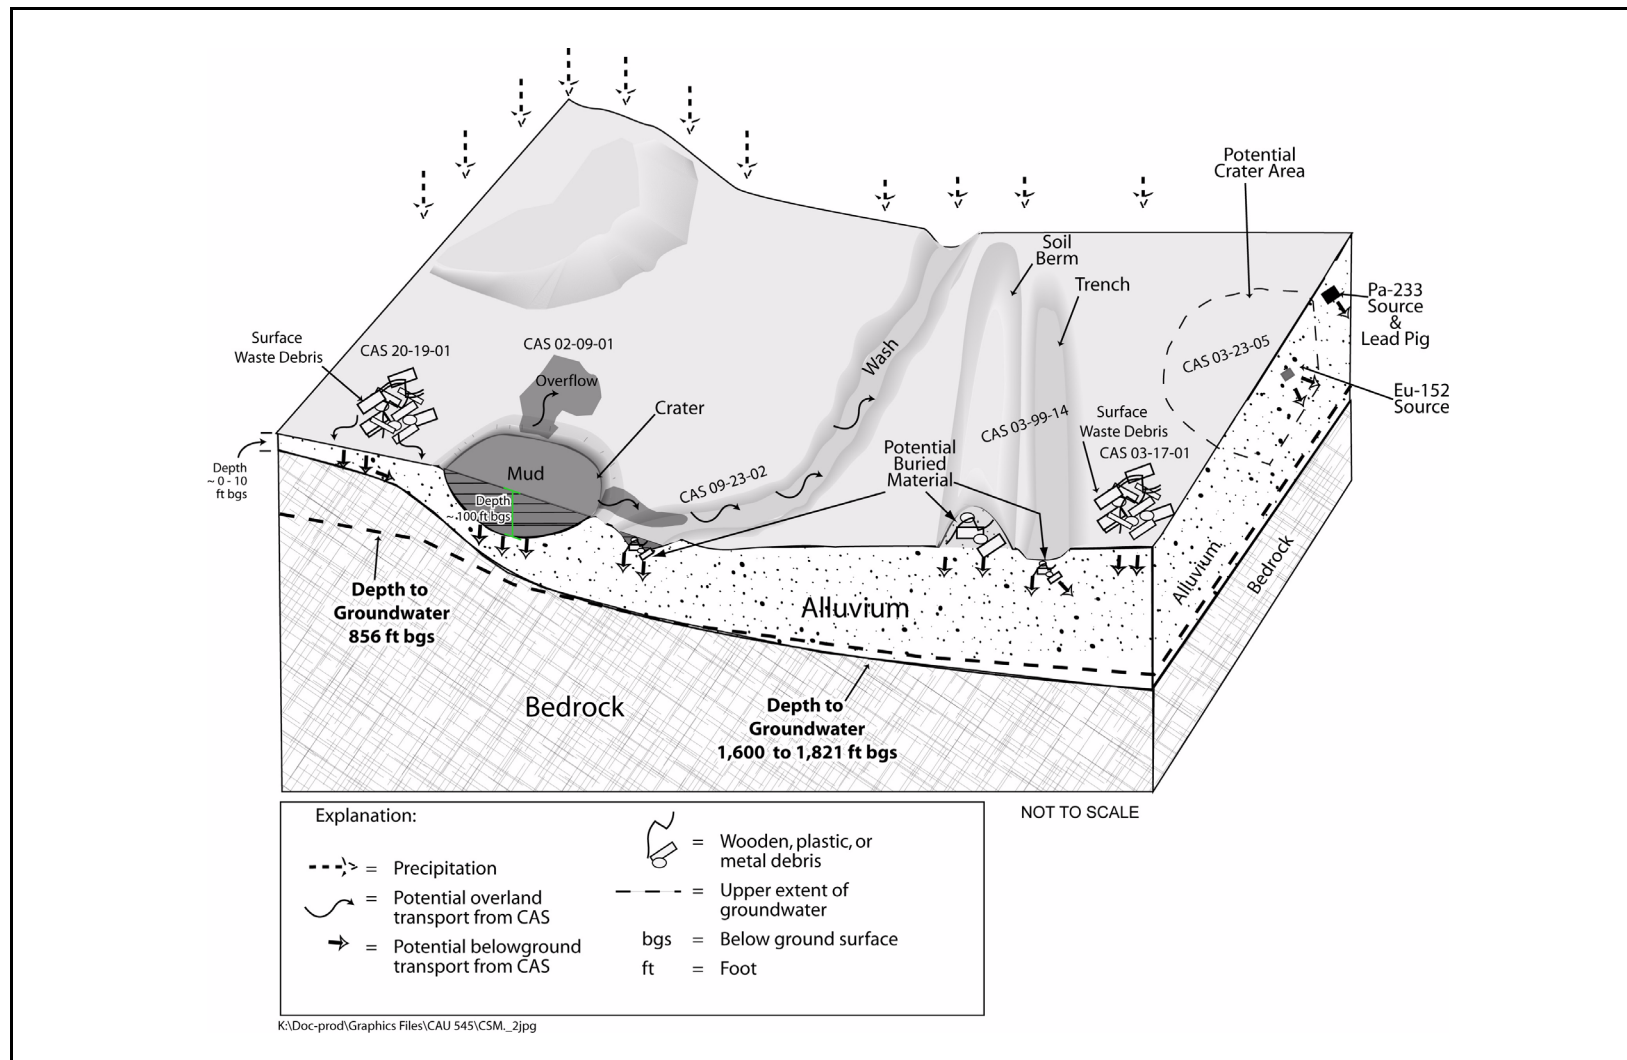 Potential
Crater Area
Soil
Berm
Trench
Pa-233
Source
&
Lead Pig
Eu-152
Source
Surface
Waste Debris
CAS 20-19-01
CAS 02-09-01
Overflow
Crater
Wash
CAS 03-23-05
CAS 03-99-14
Surface
Waste Debris
CAS 03-17-01
Potential
Buried
Material
Mud
CAS 09-23-02
Depth
~ 0 - 10
ft bgs
Depth
~ 100 ft bgs
Depth to
Groundwater
856 ft bgs
Alluvium
Alluvium
Bedrock
Bedrock
Depth to
Groundwater
1,600 to 1,821 ft bgs
NOT TO SCALE
Explanation:
= Precipitation
= Potential overland
transport from CAS
= Potential belowground
transport from CAS
= Wooden, plastic, or
metal debris
= Upper extent of
groundwater
bgs = Below ground surface
ft = Foot
K:\Doc-prod\Graphics Files\CAU 545\CSM._2jpg